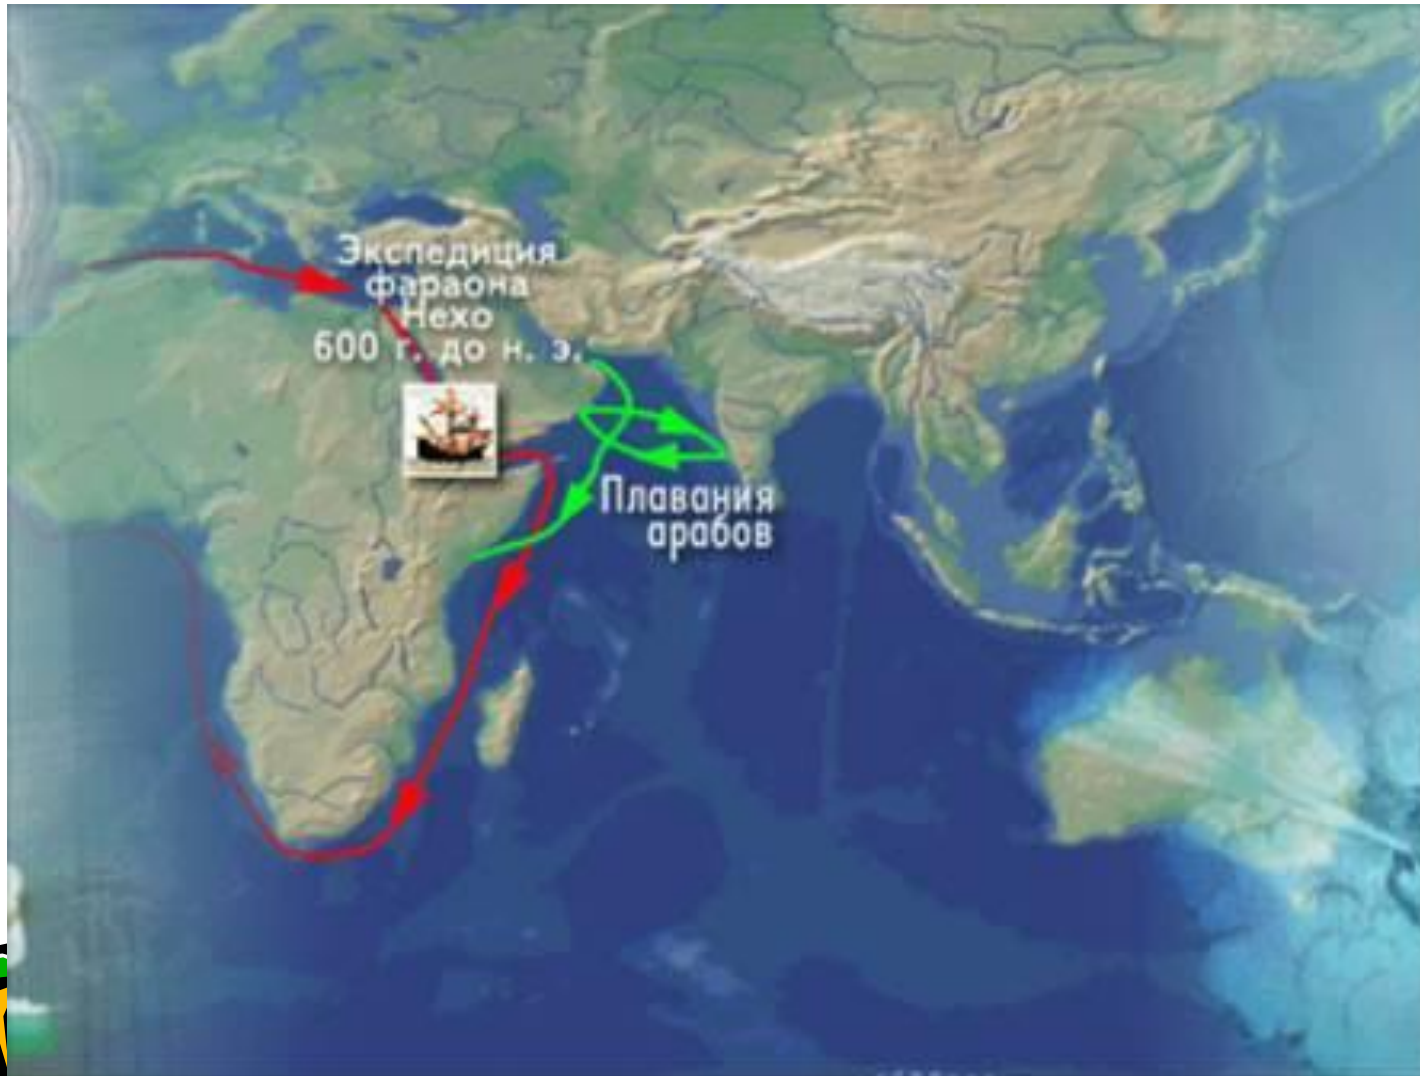 Экспедиция
фараона
Нехо
600 г. до н. э.
Плавания
арабов